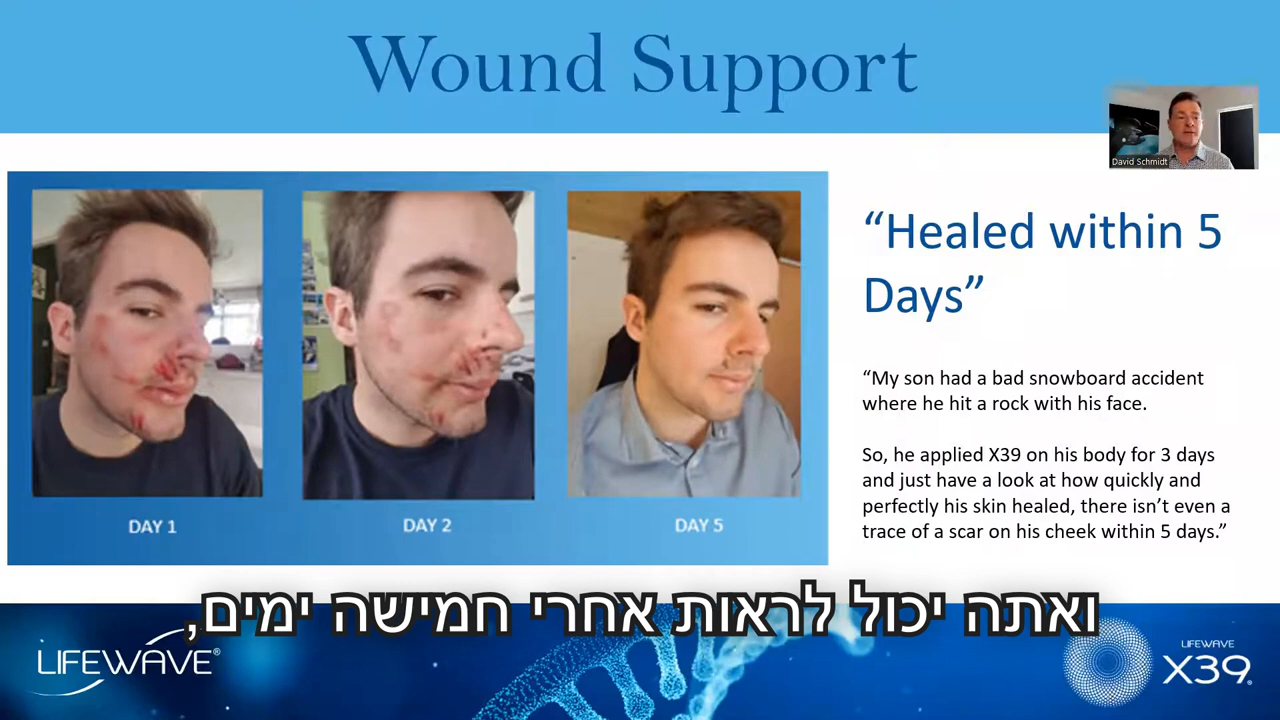 Wound Support
David Schmidt
“Healed within 5
Days”
“My son had a bad snowboard accident
where he hit a rock with his face.
So, he applied X39 on his body for 3 days
and just have a look at how quickly and
perfectly his skin healed, there isn’t even a
trace of a scar on his cheek within 5 days.”
DAY 1
DAY 2
DAY 5
ואתה יכול לראות אחרי חמישה ימים,
LIFEWAVE®
LIFEWAVE
X39®